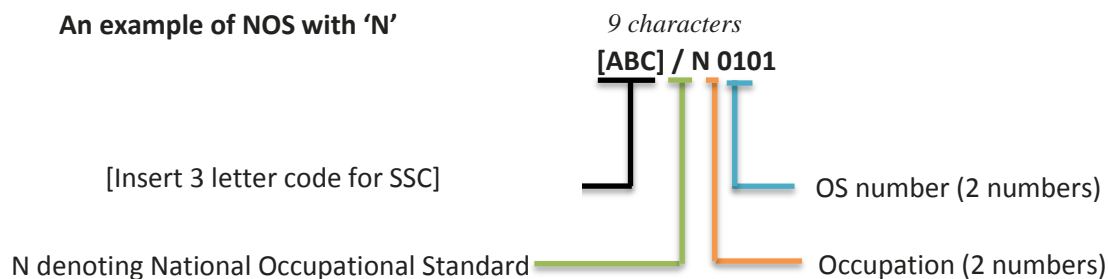 An example of NOS with ‘N’
9 characters
[ABC] / N 0101
[Insert 3 letter code for SSC]
OS number (2 numbers)
N denoting National Occupational Standard
Occupation (2 numbers)